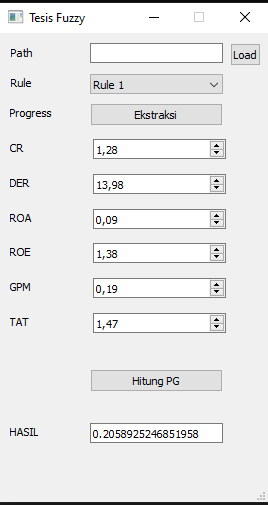 Tesis Fuzzy
Path Load
Rule Rule 1
Progress Ekstraksi
CR 1,28
DER 13,98
ROA 0,09
ROE 1,38
GPM 0,19
TAT 1,47
Hitung PG
HASIL 0.2058925246851958